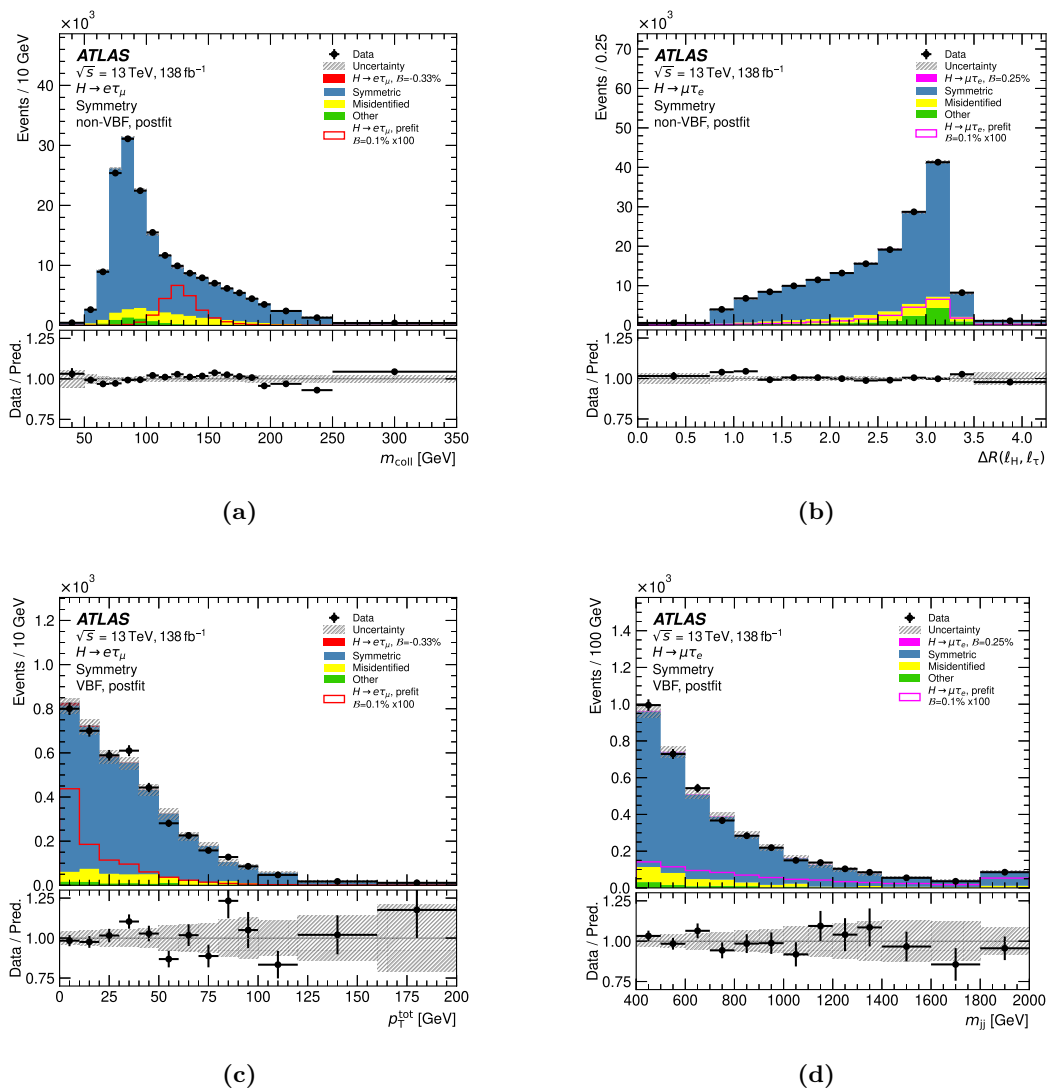 ×10³
Events / 10 GeV
ATLAS
√s = 13 TeV, 138 fb⁻¹
H→eτμ
Symmetry
non-VBF, postfit
Data
Uncertainty
H→eτμ, ℬ=-0.33%
Symmetric
Misidentified
Other
H→eτμ, prefit
ℬ=0.1% x100
40
30
20
10
0
Data / Pred.
1.25
1.00
0.75
50 100 150 200 250 300 350
m_coll [GeV]
(a)
×10³
Events / 0.25
ATLAS
√s = 13 TeV, 138 fb⁻¹
H→μτe
Symmetry
non-VBF, postfit
Data
Uncertainty
H→μτe, ℬ=0.25%
Symmetric
Misidentified
Other
H→μτe, prefit
ℬ=0.1% x100
70
60
50
40
30
20
10
0
Data / Pred.
1.25
1.00
0.75
0.0 0.5 1.0 1.5 2.0 2.5 3.0 3.5 4.0
ΔR(ℓH, ℓτ)
(b)
×10³
Events / 10 GeV
ATLAS
√s = 13 TeV, 138 fb⁻¹
H→eτμ
Symmetry
VBF, postfit
Data
Uncertainty
H→eτμ, ℬ=-0.33%
Symmetric
Misidentified
Other
H→eτμ, prefit
ℬ=0.1% x100
1.2
1.0
0.8
0.6
0.4
0.2
0.0
Data / Pred.
1.25
1.00
0.75
0 25 50 75 100 125 150 175 200
p_T^tot [GeV]
(c)
×10³
Events / 100 GeV
ATLAS
√s = 13 TeV, 138 fb⁻¹
H→μτe
Symmetry
VBF, postfit
Data
Uncertainty
H→μτe, ℬ=0.25%
Symmetric
Misidentified
Other
H→μτe, prefit
ℬ=0.1% x100
1.4
1.2
1.0
0.8
0.6
0.4
0.2
0.0
Data / Pred.
1.25
1.00
0.75
400 600 800 1000 1200 1400 1600 1800 2000
m_jj [GeV]
(d)